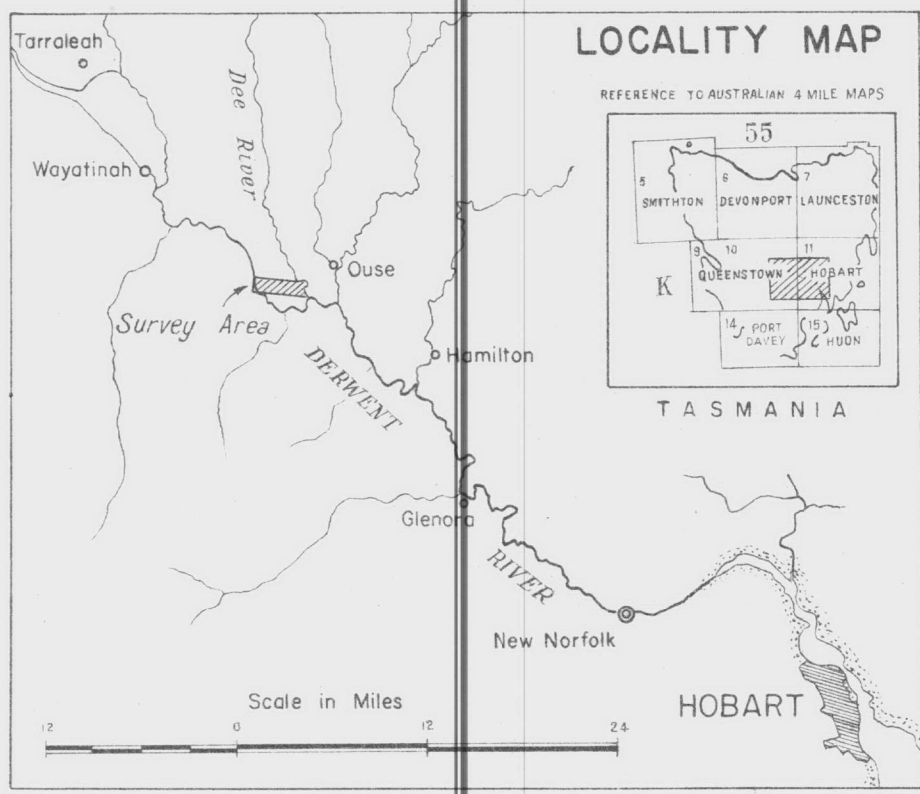 LOCALITY MAP
REFERENCE TO AUSTRALIAN 4 MILE MAPS
55
5
SMITHTON
6
DEVONPORT
7
LAUNCESTON
9
10
QUEENSTOWN
11
HOBART
K
14
PORT
DAVEY
(15)
HUON
TASMANIA
Tarraleah
Dee River
Wayatinah
Ouse
Survey Area
Hamilton
DERWENT
RIVER
Glenora
New Norfolk
HOBART
Scale in Miles
12 0 12 24